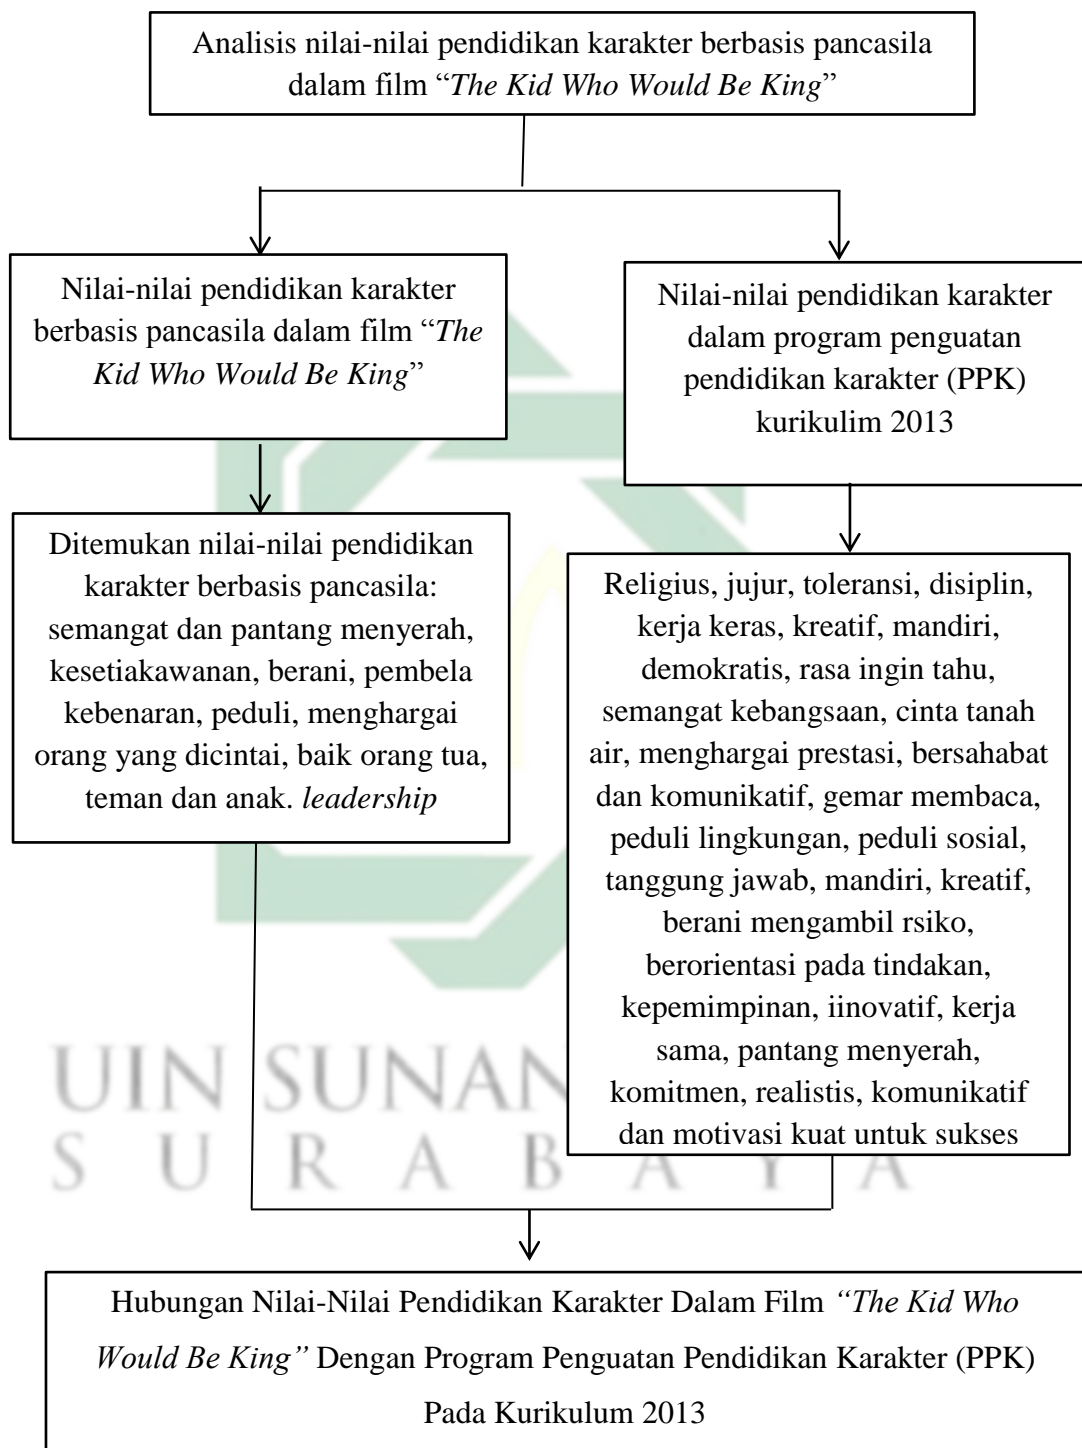 Analisis nilai-nilai pendidikan karakter berbasis pancasila
dalam film “The Kid Who Would Be King”
Nilai-nilai pendidikan karakter
berbasis pancasila dalam film “The
Kid Who Would Be King”
Nilai-nilai pendidikan karakter
dalam program penguatan
pendidikan karakter (PPK)
kurikulim 2013
Ditemukan nilai-nilai pendidikan
karakter berbasis pancasila:
semangat dan pantang menyerah,
kesetiakawanan, berani, pembela
kebenaran, peduli, menghargai
orang yang dicintai, baik orang tua,
teman dan anak. leadership
Religius, jujur, toleransi, disiplin,
kerja keras, kreatif, mandiri,
demokratis, rasa ingin tahu,
semangat kebangsaan, cinta tanah
air, menghargai prestasi, bersahabat
dan komunikatif, gemar membaca,
peduli lingkungan, peduli sosial,
tanggung jawab, mandiri, kreatif,
berani mengambil rsiko,
berorientasi pada tindakan,
kepemimpinan, iinovatif, kerja
sama, pantang menyerah,
komitmen, realistis, komunikatif
dan motivasi kuat untuk sukses
UIN SUNAN
SURABAYA
Hubungan Nilai-Nilai Pendidikan Karakter Dalam Film “The Kid Who
Would Be King” Dengan Program Penguatan Pendidikan Karakter (PPK)
Pada Kurikulum 2013